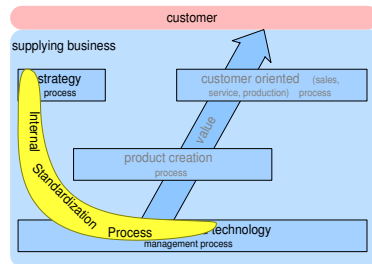 customer
supplying business
strategy
process
customer oriented (sales,
service, production) process
value
Internal
Standardization
Process
product creation
process
technology
management process